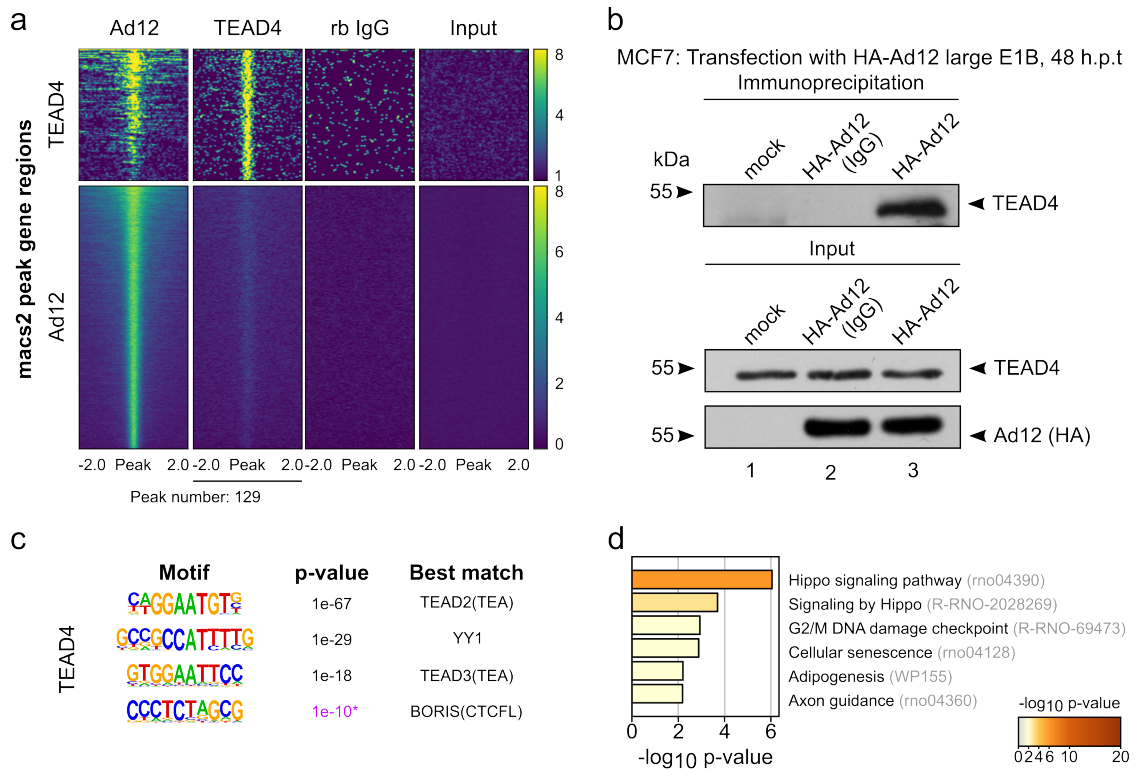 a
Ad12 TEAD4 rb IgG Input
macs2 peak gene regions
TEAD4
8
4
1
Ad12
8
6
4
2
0
-2.0 Peak 2.0 -2.0 Peak 2.0 -2.0 Peak 2.0 -2.0 Peak 2.0
Peak number: 129
b
MCF7: Transfection with HA-Ad12 large E1B, 48 h.p.t
Immunoprecipitation
kDa
mock
HA-Ad12
(IgG)
HA-Ad12
55
TEAD4
Input
mock
HA-Ad12
(IgG)
HA-Ad12
55
TEAD4
55
Ad12 (HA)
1 2 3
c
Motif p-value Best match
TEAD4
1e-67 TEAD2(TEA)
1e-29 YY1
GTGGAATTCC 1e-18 TEAD3(TEA)
CCCTCTAGCG 1e-10* BORIS(CTCFL)
d
Hippo signaling pathway (rno04390)
Signaling by Hippo (R-RNO-2028269)
G2/M DNA damage checkpoint (R-RNO-69473)
Cellular senescence (rno04128)
Adipogenesis (WP155)
Axon guidance (rno04360)
0 2 4 6
-log10 p-value
-log10 p-value
0 2 4 6 10 20